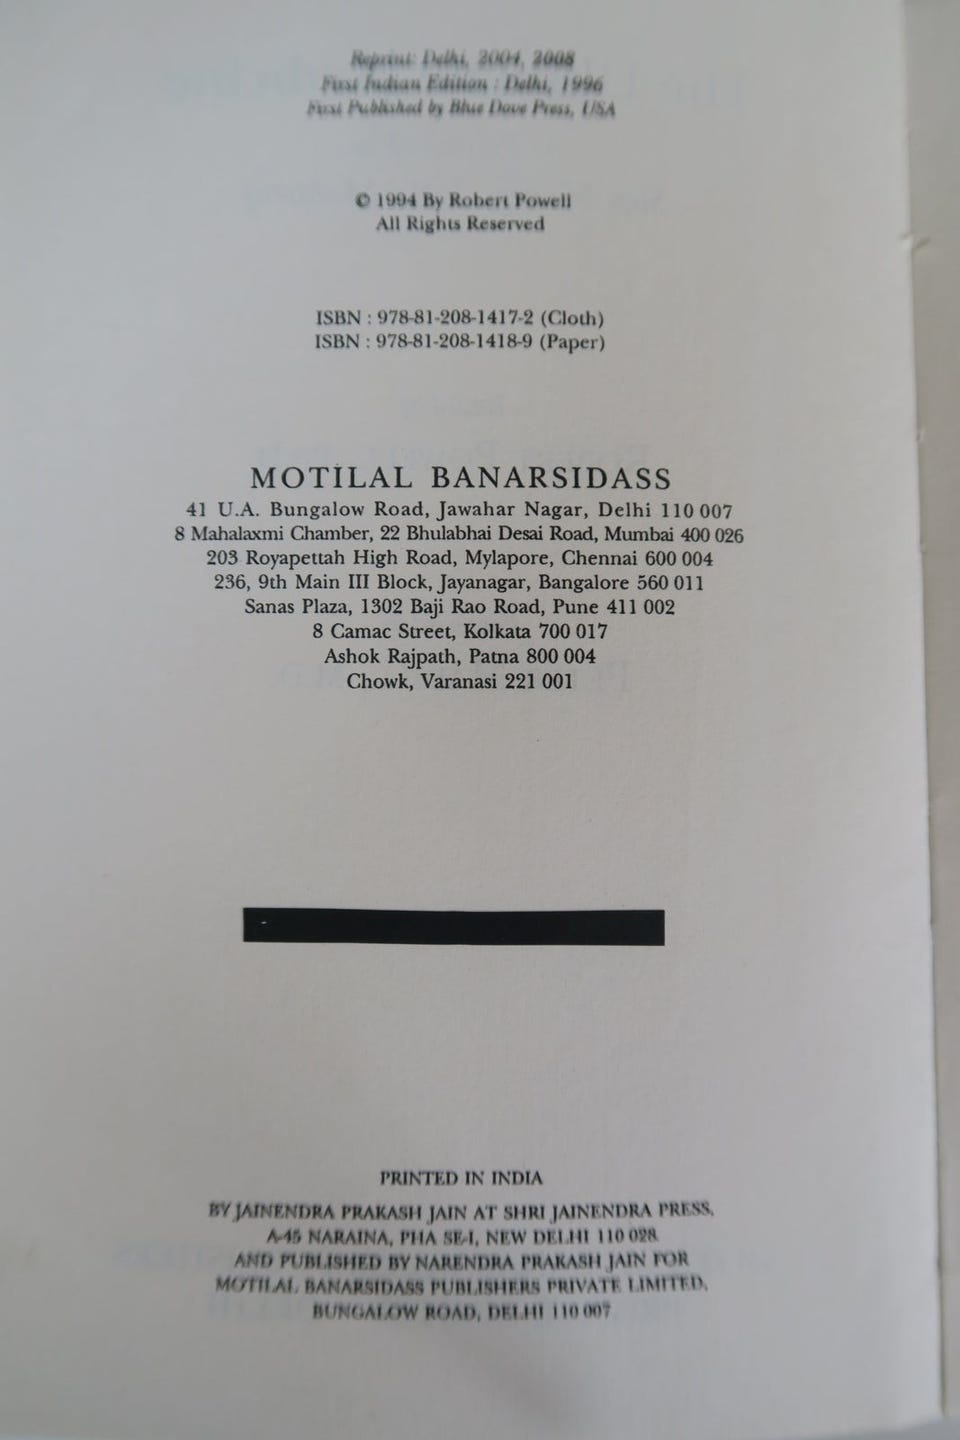 Reprint: Delhi, 2004, 2008
First Indian Edition : Delhi, 1996
First Published by Blue Dove Press, USA
© 1994 By Robert Powell
All Rights Reserved
ISBN : 978-81-208-1417-2 (Cloth)
ISBN : 978-81-208-1418-9 (Paper)
MOTILAL BANARSIDASS
41 U.A. Bungalow Road, Jawahar Nagar, Delhi 110 007
8 Mahalaxmi Chamber, 22 Bhulabhai Desai Road, Mumbai 400 026
203 Royapettah High Road, Mylapore, Chennai 600 004
236, 9th Main III Block, Jayanagar, Bangalore 560 011
Sanas Plaza, 1302 Baji Rao Road, Pune 411 002
8 Camac Street, Kolkata 700 017
Ashok Rajpath, Patna 800 004
Chowk, Varanasi 221 001
PRINTED IN INDIA
BY JAINENDRA PRAKASH JAIN AT SHRI JAINENDRA PRESS,
A-45 NARAINA, PHASE-I, NEW DELHI 110 028
AND PUBLISHED BY NARENDRA PRAKASH JAIN FOR
MOTILAL BANARSIDASS PUBLISHERS PRIVATE LIMITED,
BUNGALOW ROAD, DELHI 110 007